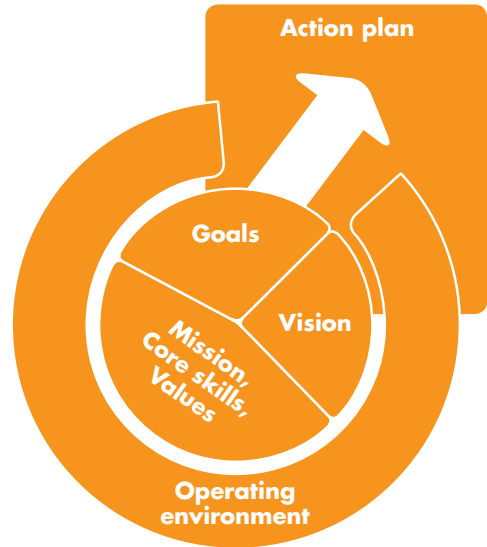 Action plan
Goals
Vision
Mission,
Core skills,
Values
Operating
environment